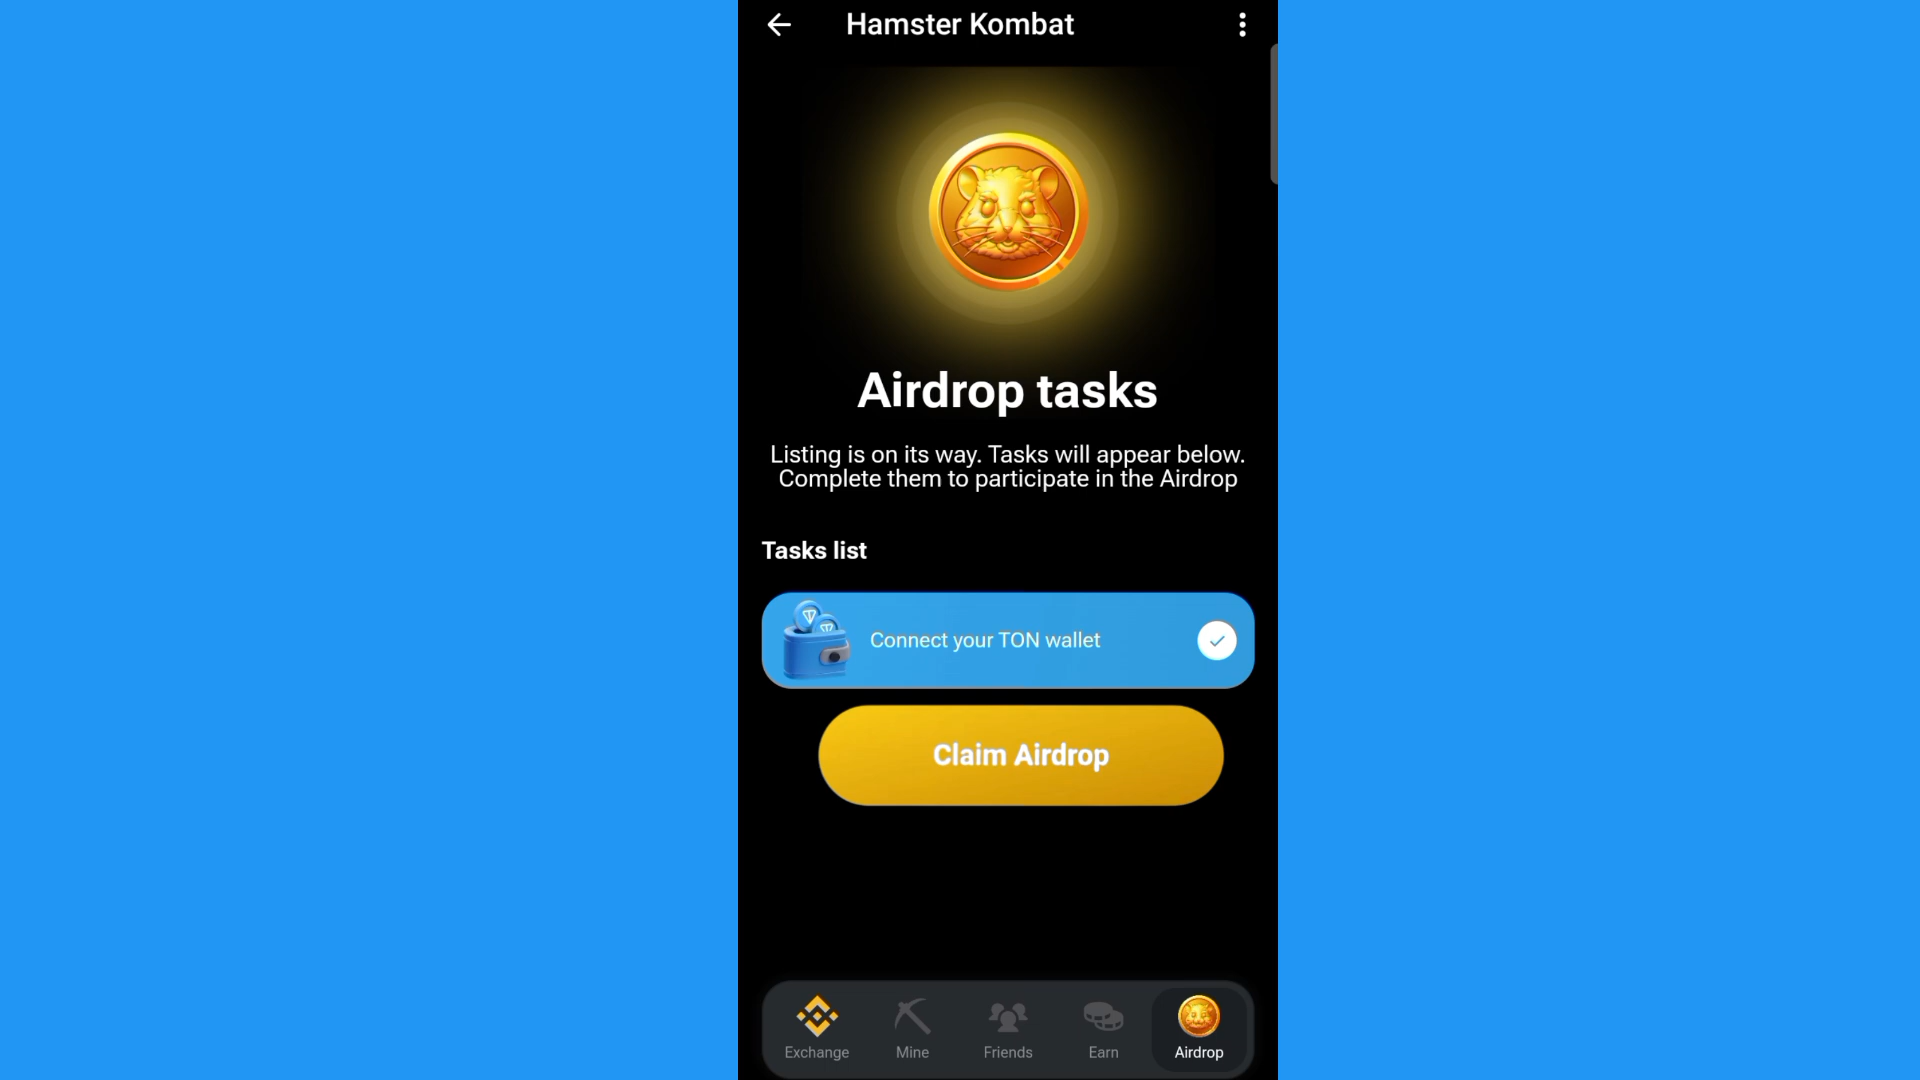 Hamster Kombat
Airdrop tasks
Listing is on its way. Tasks will appear below.
Complete them to participate in the Airdrop
Tasks list
Connect your TON wallet
Claim Airdrop
Exchange
Mine
Friends
Earn
Airdrop